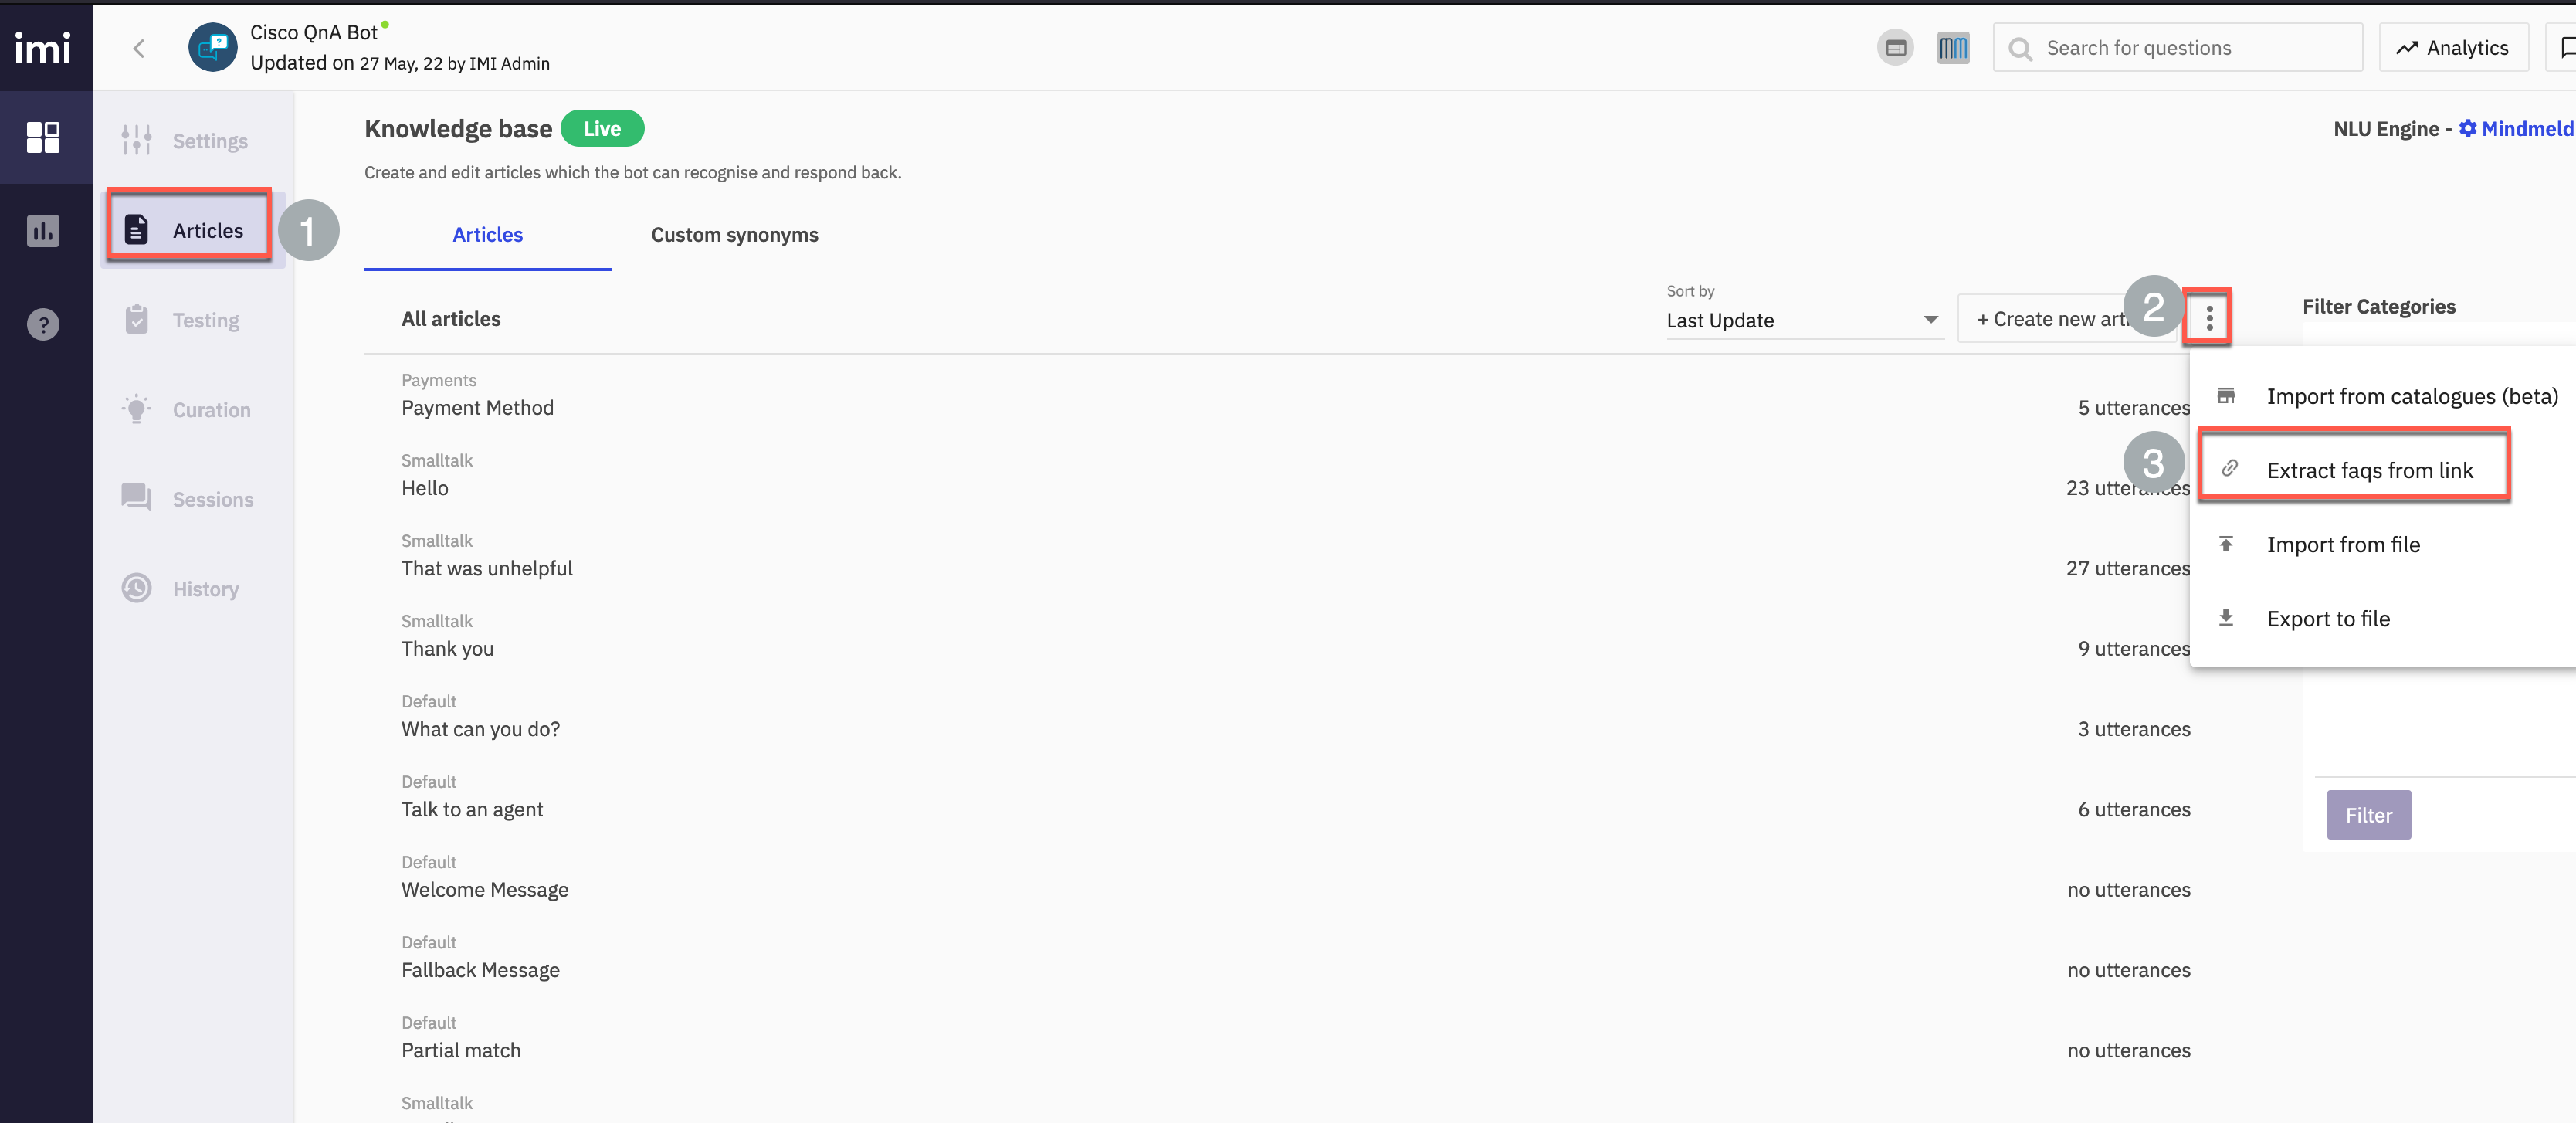 imi
Cisco QnA Bot
Updated on 27 May, 22 by IMI Admin
Search for questions
Analytics
Settings
Articles
1
Testing
Curation
Sessions
History
Knowledge base
Live
NLU Engine - Mindmeld
Create and edit articles which the bot can recognise and respond back.
Articles
Custom synonyms
All articles
Sort by
Last Update
+ Create new art
2
Filter Categories
Import from catalogues (beta)
3
Extract faqs from link
Import from file
Export to file
Filter
Payments
Payment Method
5 utterances
Smalltalk
Hello
23 utterances
Smalltalk
That was unhelpful
27 utterances
Smalltalk
Thank you
9 utterances
Default
What can you do?
3 utterances
Default
Talk to an agent
6 utterances
Default
Welcome Message
no utterances
Default
Fallback Message
no utterances
Default
Partial match
no utterances
Smalltalk